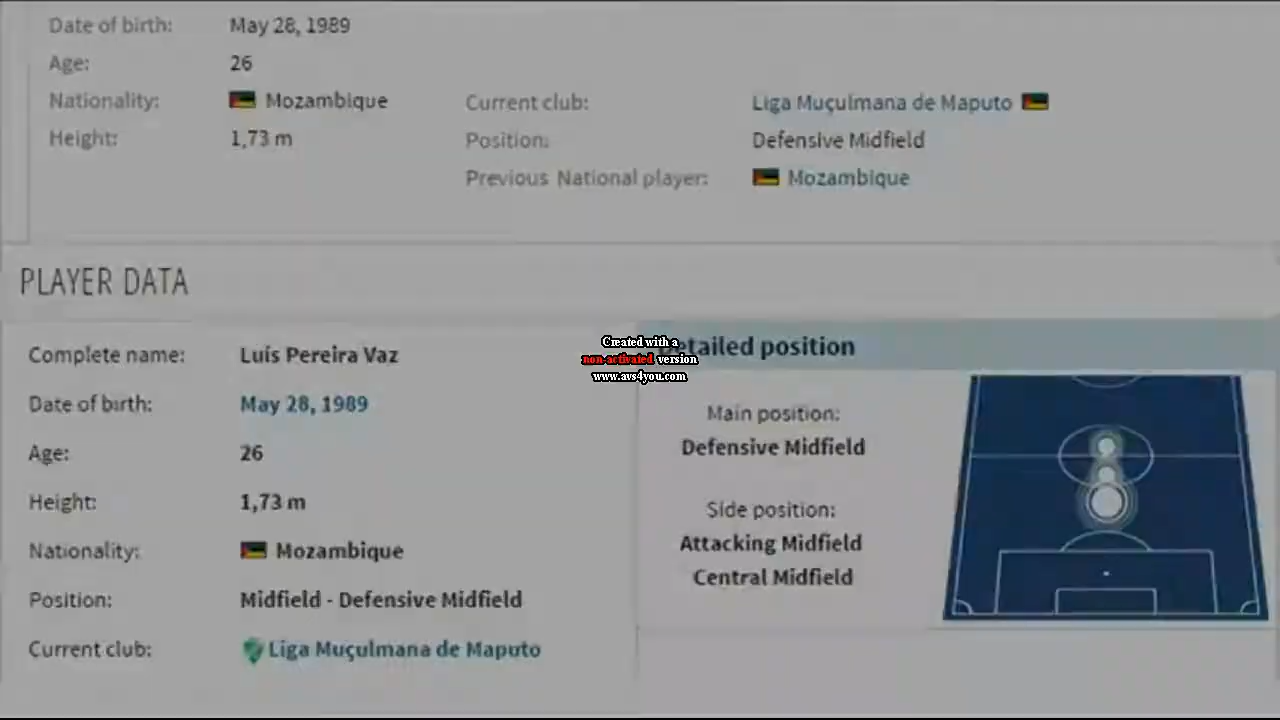 Date of birth: May 28, 1989
Age: 26
Nationality: Mozambique
Height: 1,73 m
Current club: Liga Muçulmana de Maputo
Position: Defensive Midfield
Previous National player: Mozambique
PLAYER DATA
Complete name: Luís Pereira Vaz
Date of birth: May 28, 1989
Age: 26
Height: 1,73 m
Nationality: Mozambique
Position: Midfield - Defensive Midfield
Current club: Liga Muçulmana de Maputo
Created with a
non-activated version
www.avs4you.com
Detailed position
Main position:
Defensive Midfield
Side position:
Attacking Midfield
Central Midfield